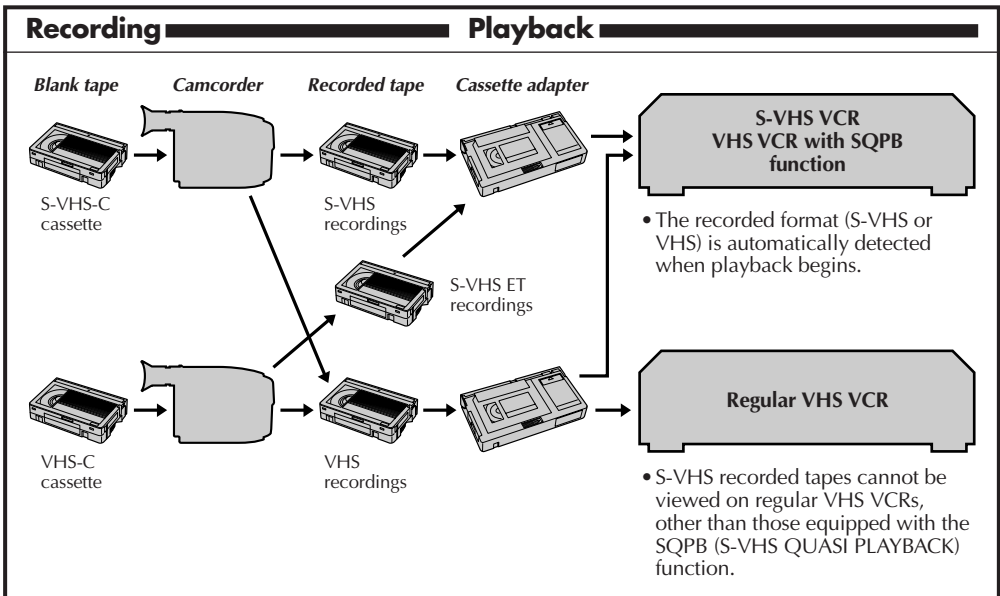 Recording
Playback
Blank tape
Camcorder
Recorded tape
Cassette adapter
S-VHS VCR
VHS VCR with SQPB
function
S-VHS-C
cassette
S-VHS
recordings
• The recorded format (S-VHS or
VHS) is automatically detected
when playback begins.
S-VHS ET
recordings
Regular VHS VCR
VHS-C
cassette
VHS
recordings
• S-VHS recorded tapes cannot be
viewed on regular VHS VCRs,
other than those equipped with the
SQPB (S-VHS QUASI PLAYBACK)
function.